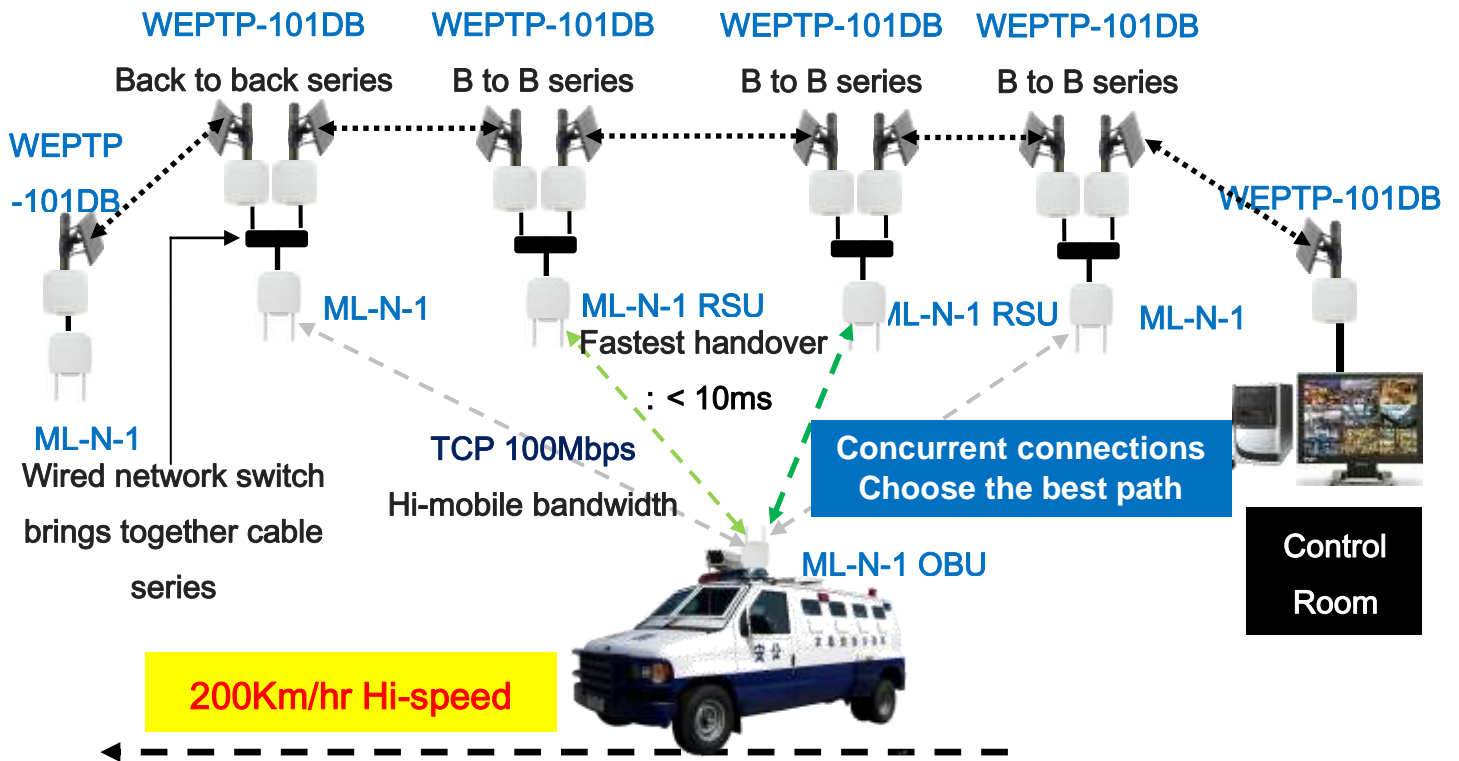 WEPTP-101DB
WEPTP-101DB
WEPTP-101DB
WEPTP-101DB
Back to back series
B to B series
B to B series
B to B series
WEPTP
-101DB
WEPTP-101DB
ML-N-1
ML-N-1 RSU
ML-N-1 RSU
ML-N-1
Fastest handover
: < 10ms
ML-N-1
Wired network switch
brings together cable
series
TCP 100Mbps
Hi-mobile bandwidth
Concurrent connections
Choose the best path
ML-N-1 OBU
Control
Room
安公
200Km/hr Hi-speed